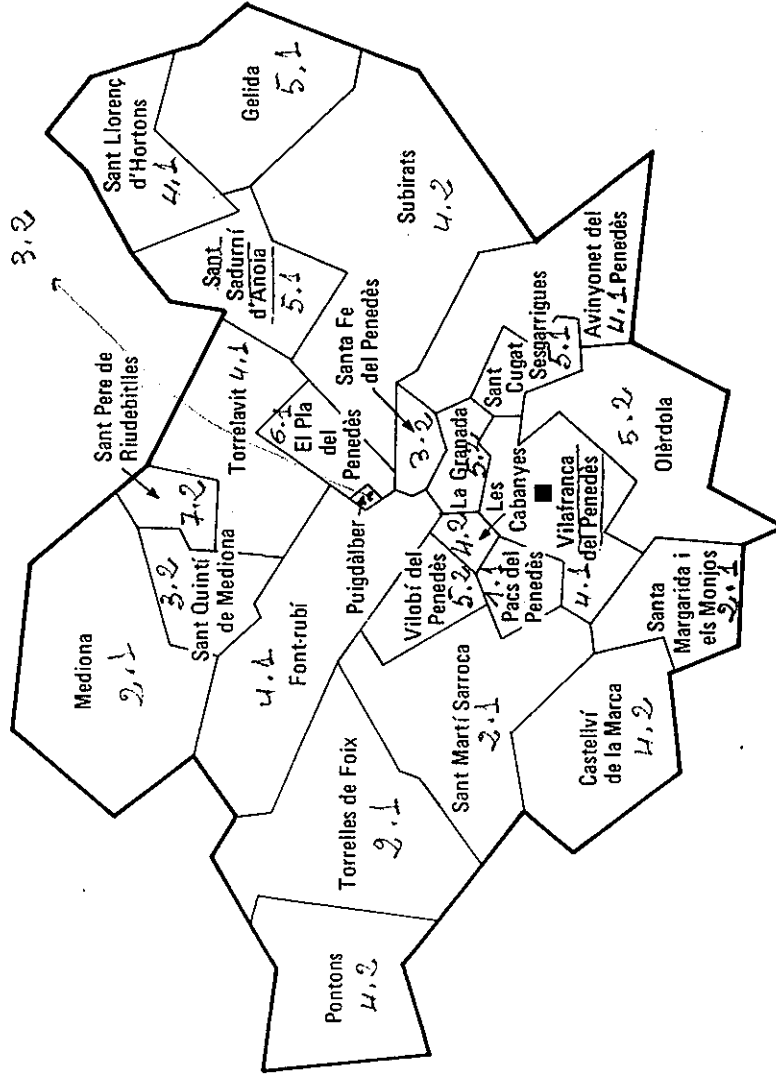 3.2
Sant Llorenç
d'Hortons
4.1
Gelida
5.1
Sant
Sadurní
d'Anoia
5.1
Subirats
4.2
Sant Pere de
Riudebitlles
7.2
Torrelavit 4.1
6.1
El Pla
del
Penedès
Santa Fe
del Penedès
3.2
Mediona
2.1
3.2
Sant Quintí
de Mediona
4.1
Font-rubí
Puigdàlber
La Granada
Sant
Cugat
Sesgarrigues
5.1
Avinyonet del
4.1 Penedès
Vilobí del
Penedès
5.2
4.2
Les
Cabanyes
Pacs del
Penedès
Vilafranca
del Penedès
4.1
5.2
Olèrdola
Torrelles de Foix
2.1
Sant Martí Sarroca
2.1
Pontons
4.2
Castellví
de la Marca
4.2
Santa
Margarida i
els Monjos
2.1